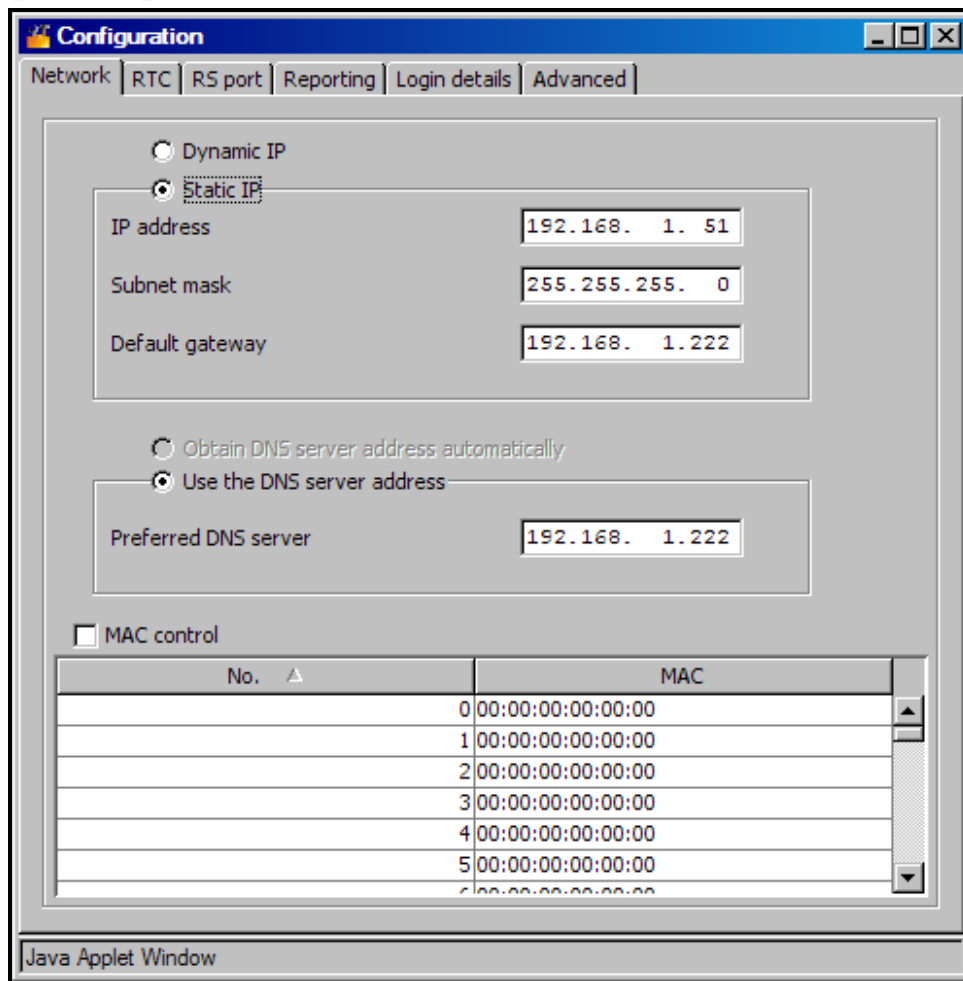 Configuration
Network RTC RS port Reporting Login details Advanced
Dynamic IP
Static IP
IP address 192.168. 1. 51
Subnet mask 255.255.255. 0
Default gateway 192.168. 1.222
Obtain DNS server address automatically
Use the DNS server address
Preferred DNS server 192.168. 1.222
MAC control
No. MAC
0 00:00:00:00:00:00
1 00:00:00:00:00:00
2 00:00:00:00:00:00
3 00:00:00:00:00:00
4 00:00:00:00:00:00
5 00:00:00:00:00:00
Java Applet Window